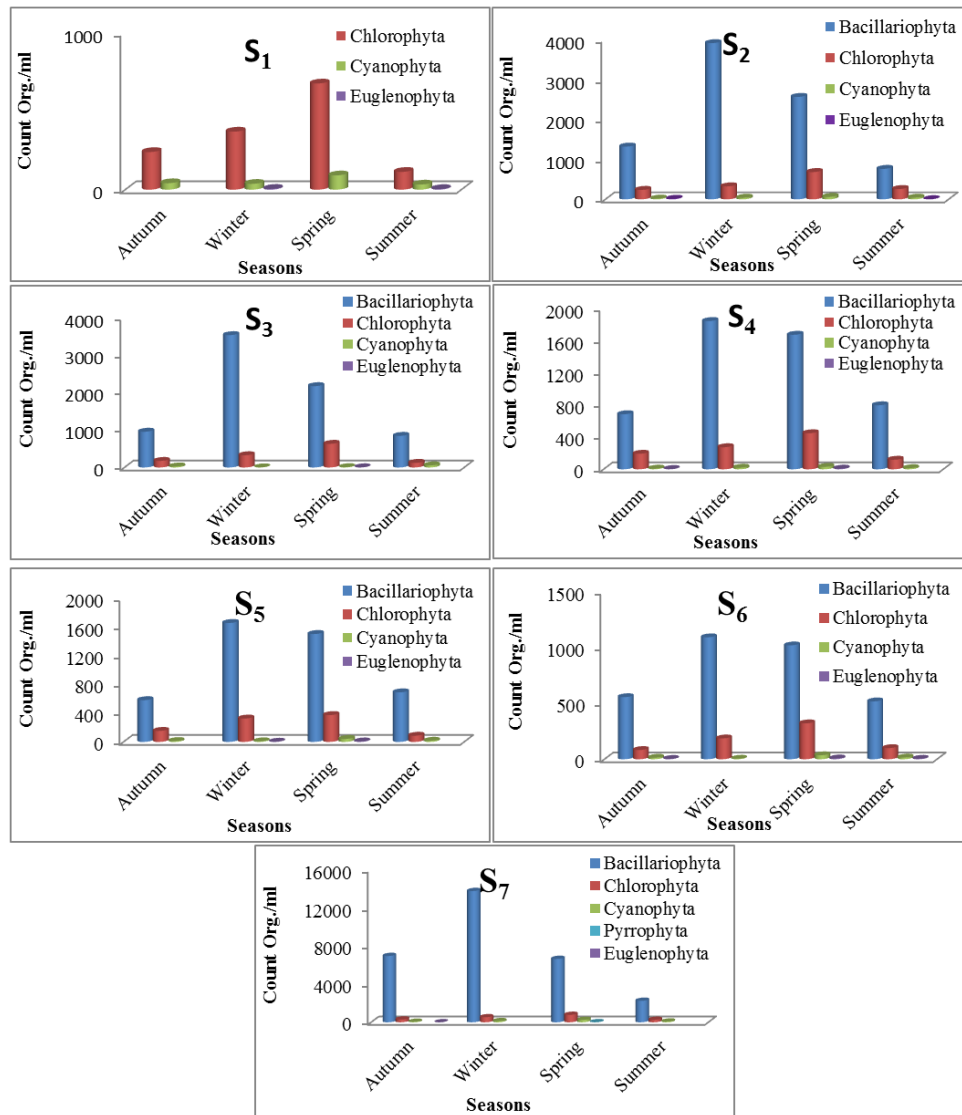 S1
Count Org./ml
1000
0
Chlorophyta
Cyanophyta
Euglenophyta
Autumn
Winter
Spring
Summer
Seasons
S2
Count Org./ml
4000
3000
2000
1000
0
Bacillariophyta
Chlorophyta
Cyanophyta
Euglenophyta
Autumn
Winter
Spring
Summer
Seasons
S3
Count Org./ml
4000
3000
2000
1000
0
Bacillariophyta
Chlorophyta
Cyanophyta
Euglenophyta
Autumn
Winter
Spring
Summer
Seasons
S4
Count Org./ml
2000
1600
1200
800
400
0
Bacillariophyta
Chlorophyta
Cyanophyta
Euglenophyta
Autumn
Winter
Spring
Summer
Seasons
S5
Count Org./ml
2000
1600
1200
800
400
0
Bacillariophyta
Chlorophyta
Cyanophyta
Euglenophyta
Autumn
Winter
Spring
Summer
Seasons
S6
Count Org./ml
1500
1000
500
0
Bacillariophyta
Chlorophyta
Cyanophyta
Euglenophyta
Autumn
Winter
Spring
Summer
Seasons
S7
Count Org./ml
16000
12000
8000
4000
0
Bacillariophyta
Chlorophyta
Cyanophyta
Pyrrophyta
Euglenophyta
Autumn
Winter
Spring
Summer
Seasons